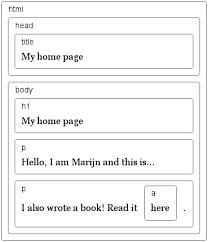 html
head
title
My home page
body
h1
My home page
p
Hello, I am Marijn and this is...
p
a
I also wrote a book! Read it here .